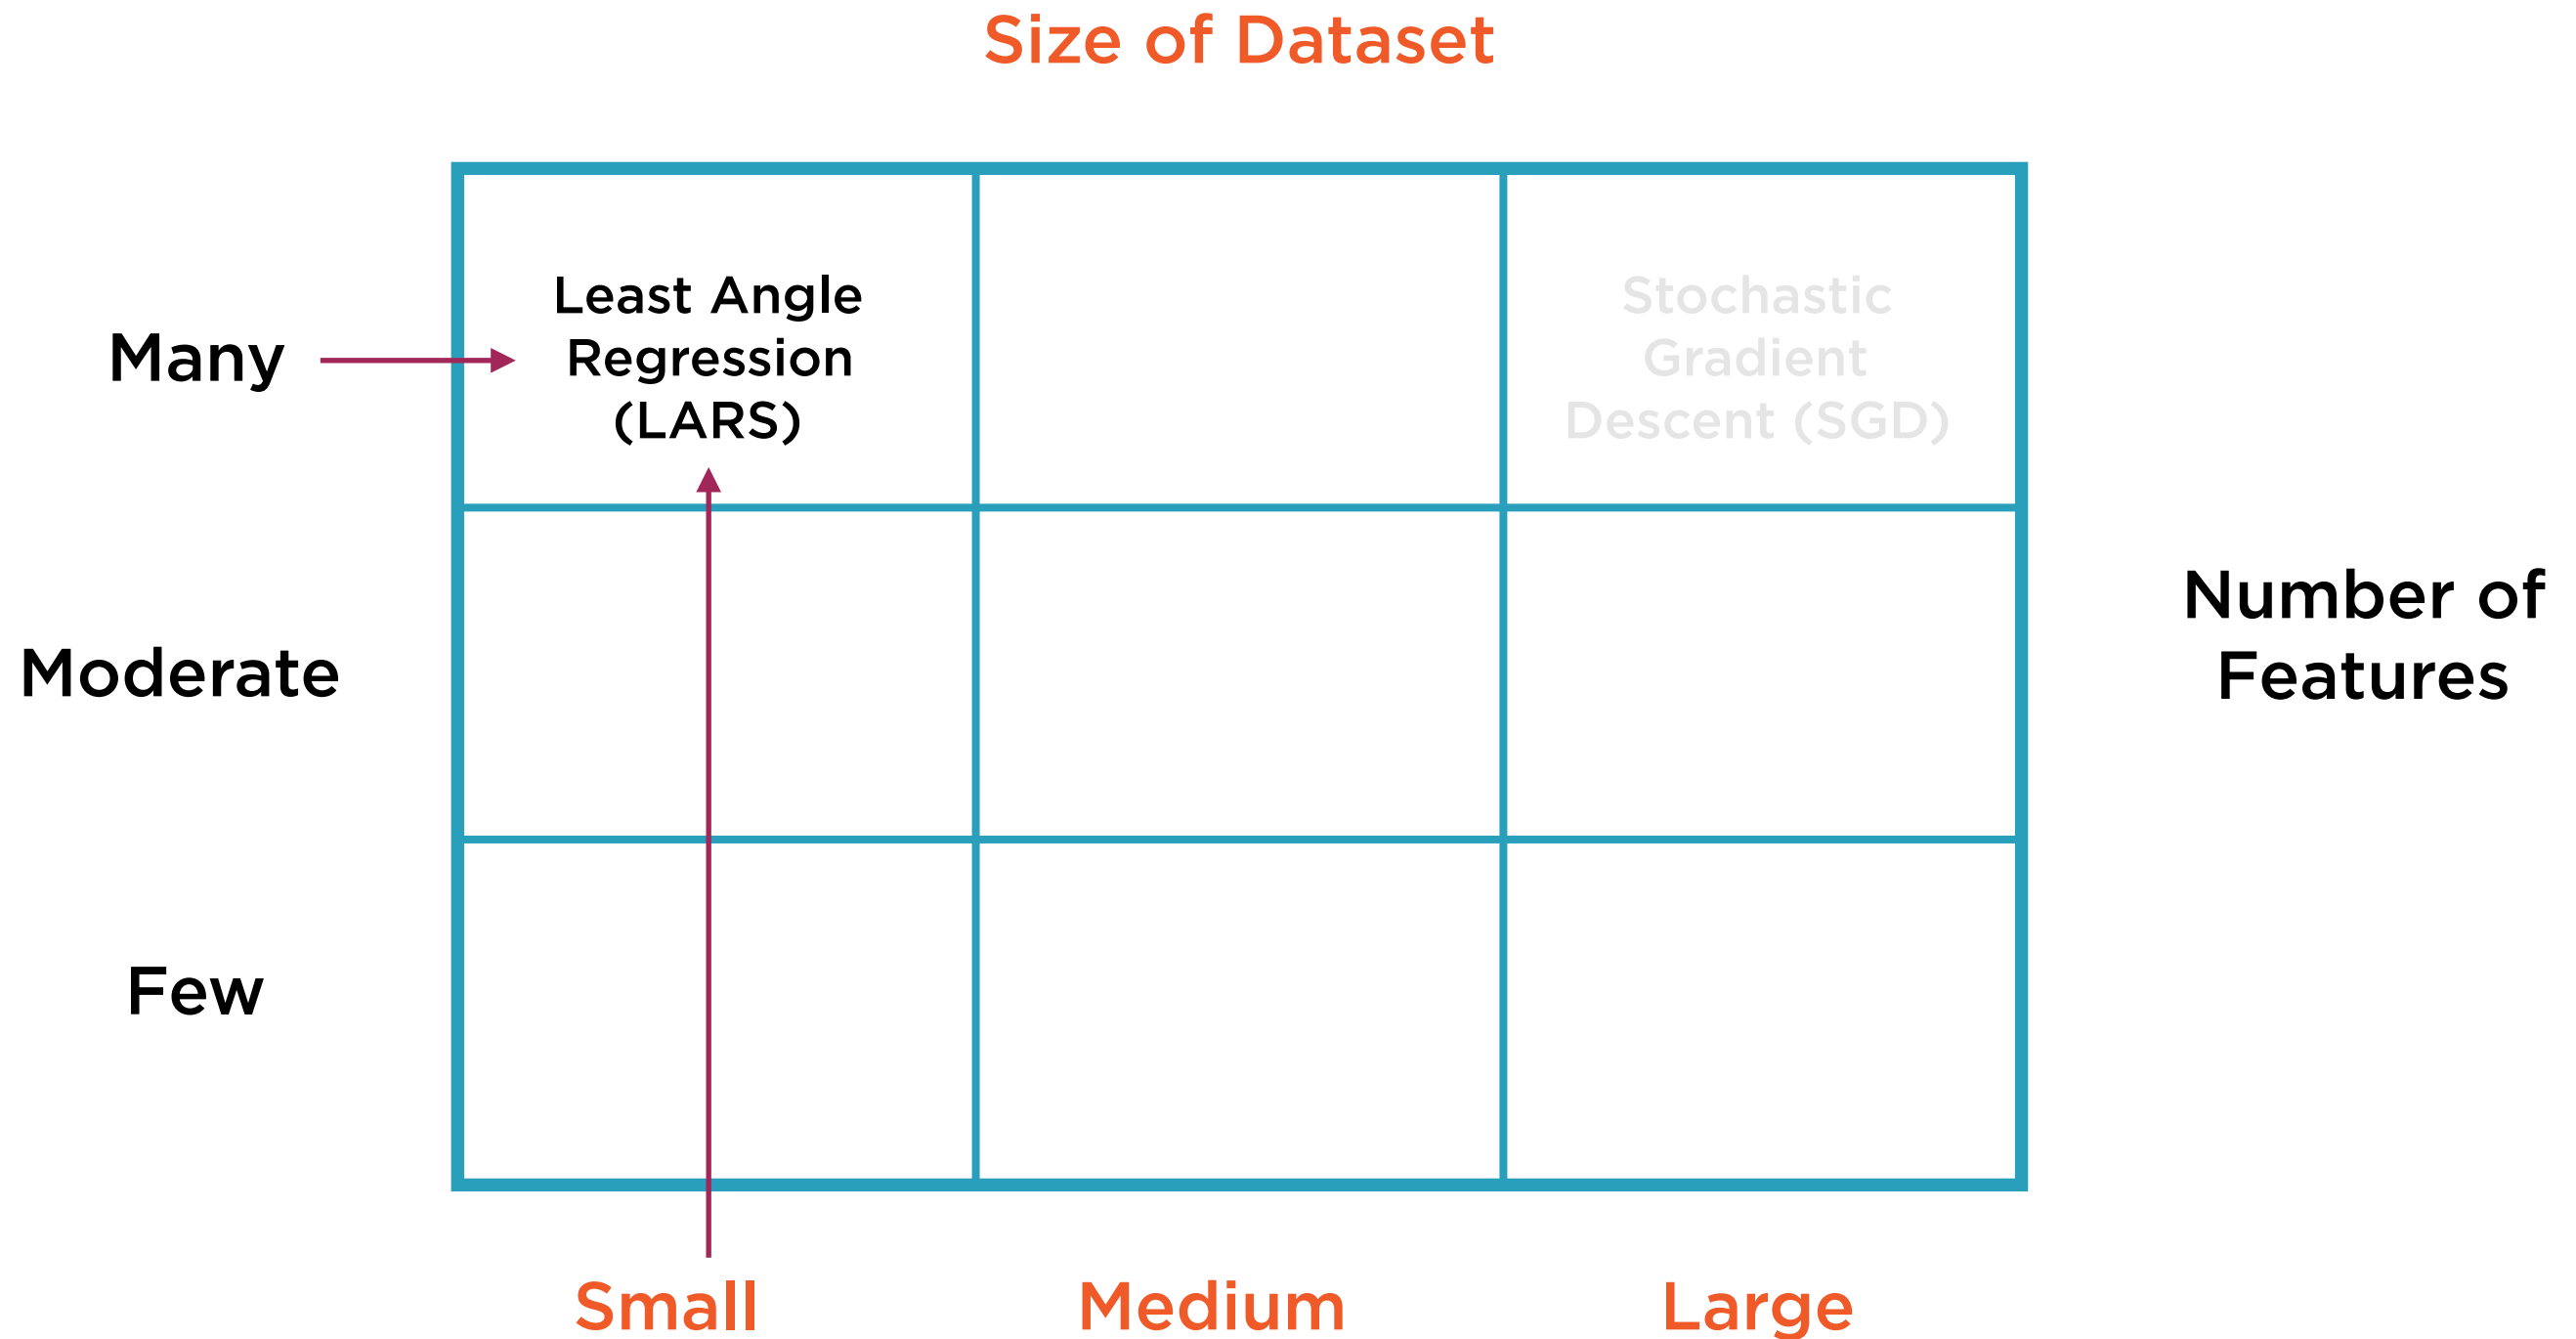 Size of Dataset
Many
Least Angle
Regression
(LARS)
Stochastic
Gradient
Descent (SGD)
Moderate
Number of
Features
Few
Small
Medium
Large